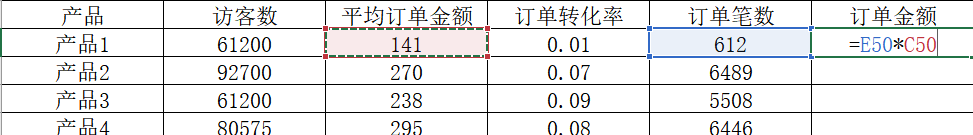 产品 访客数 平均订单金额 订单转化率 订单笔数 订单金额
产品1 61200 141 0.01 612 =E50*C50
产品2 92700 270 0.07 6489
产品3 61200 238 0.09 5508
产品4 80575 295 0.08 6446